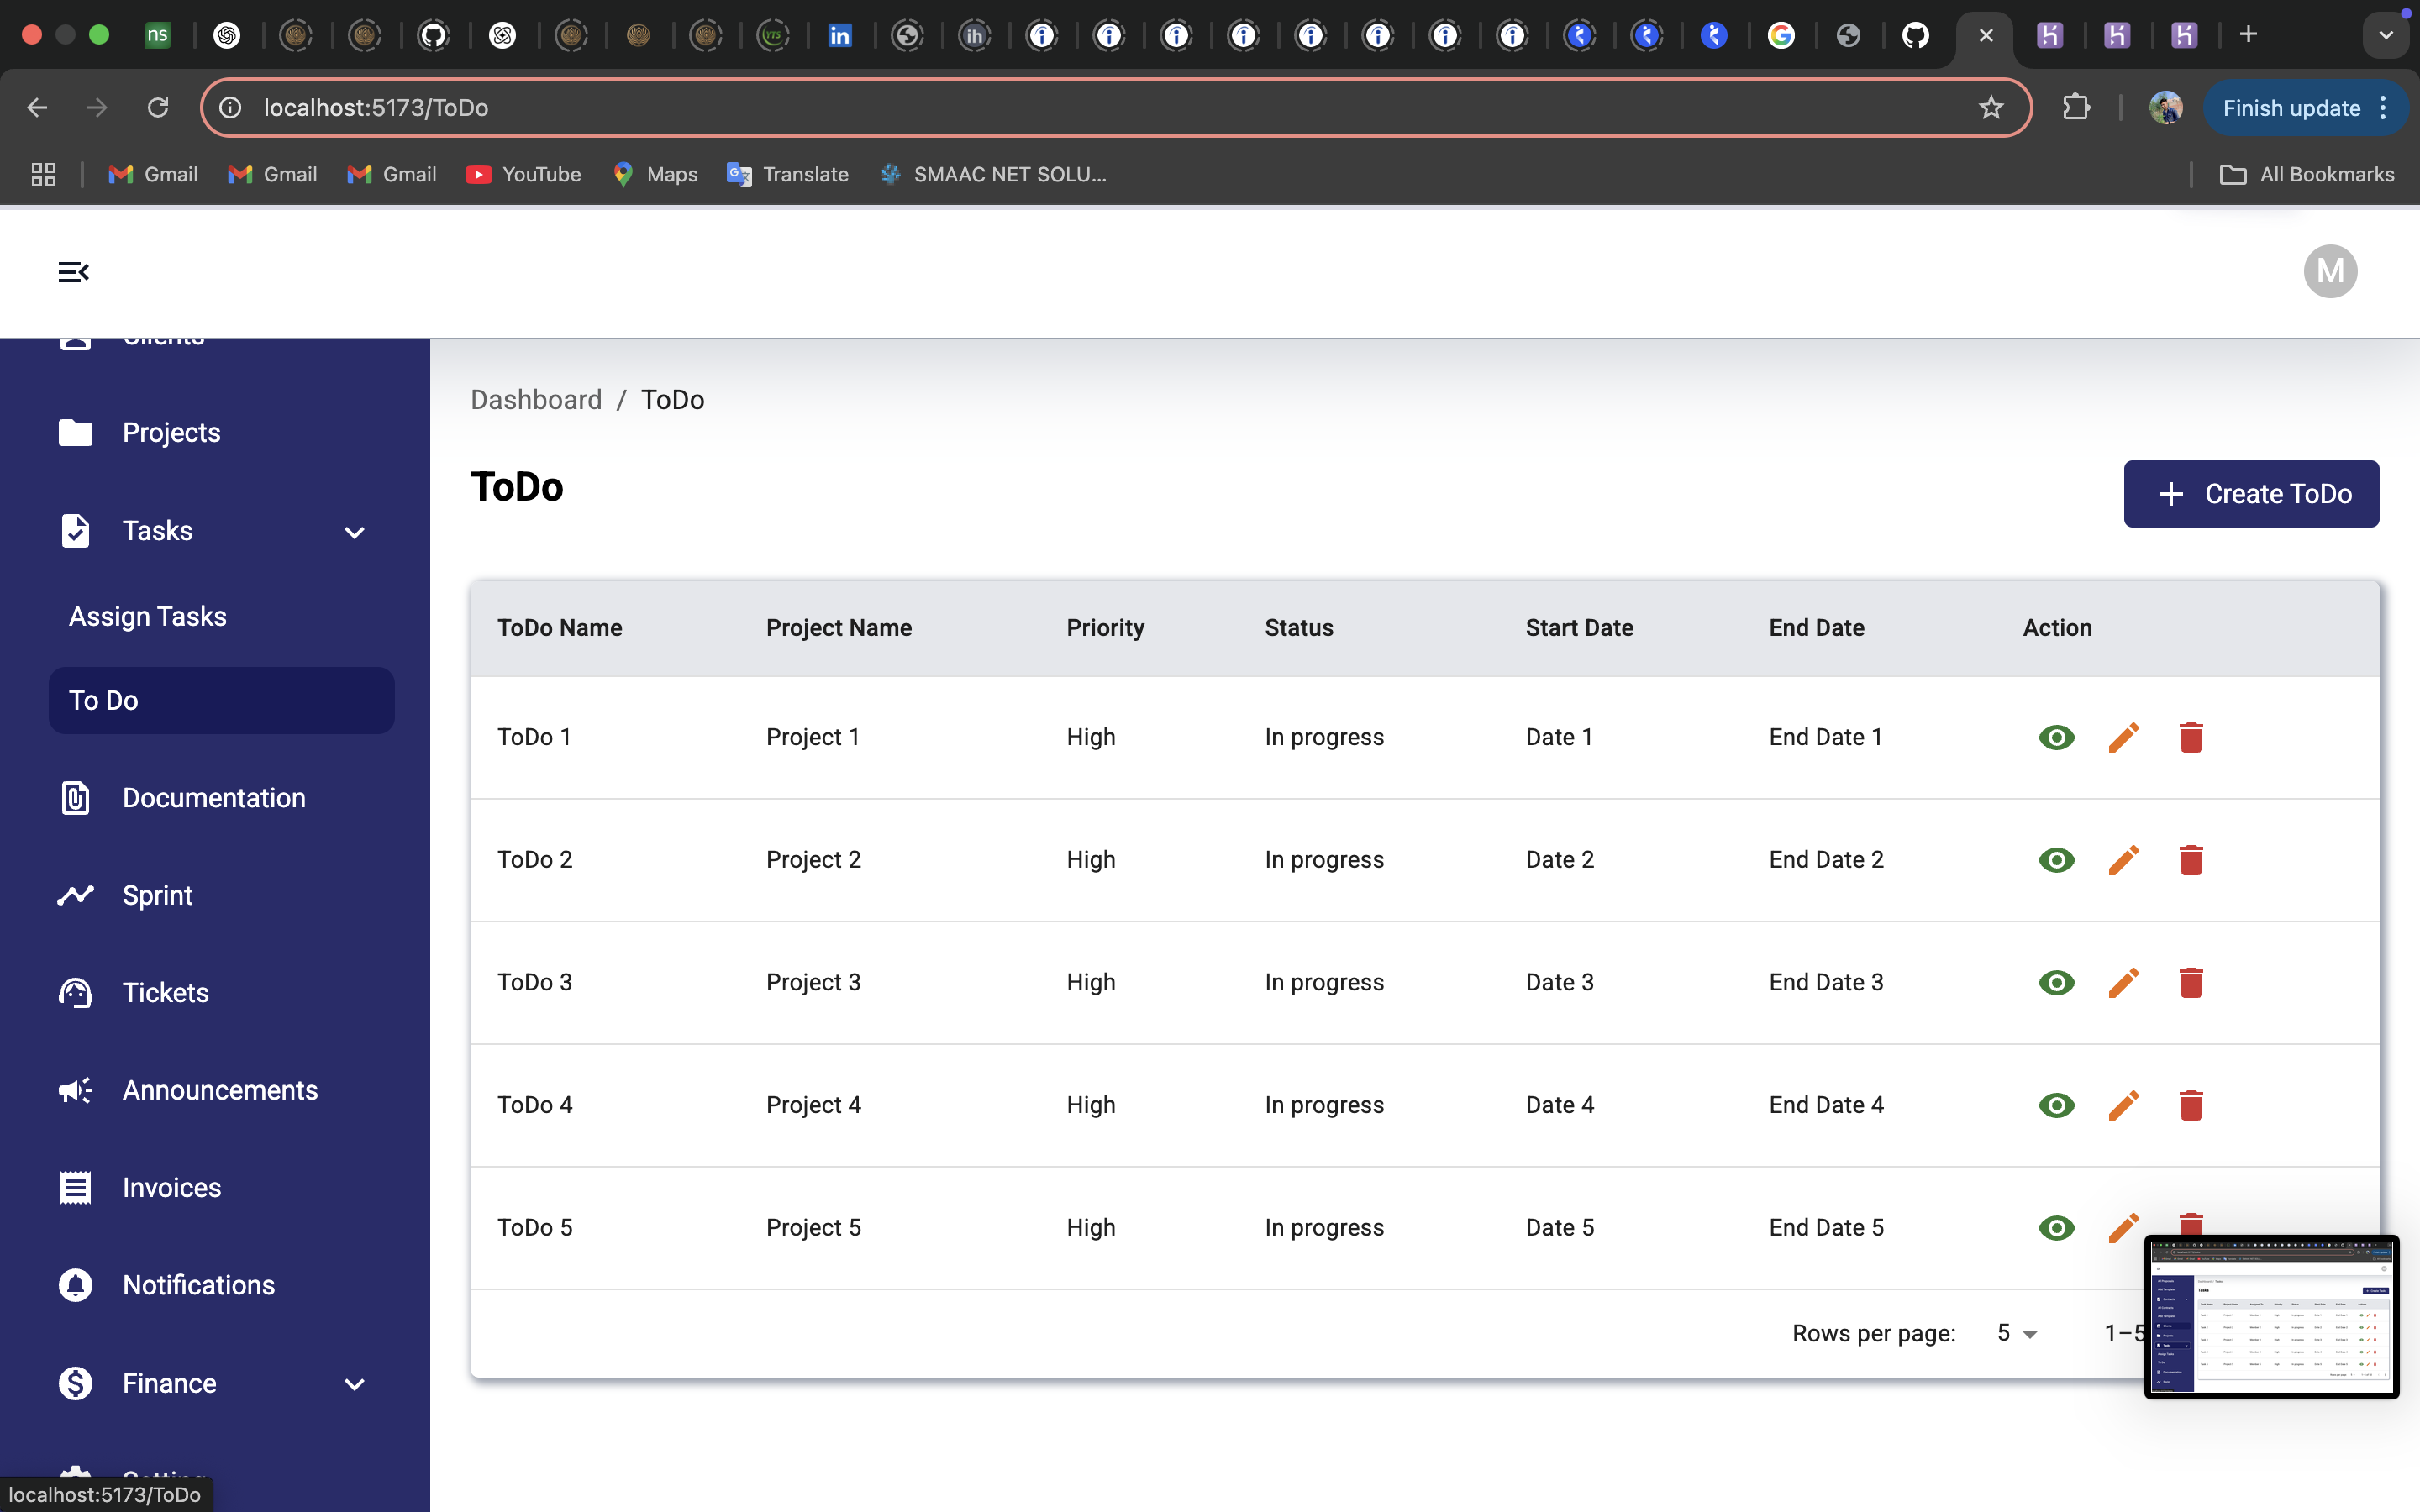 ns
YTS
in
ih
localhost:5173/ToDo
Finish update
Gmail
Gmail
Gmail
YouTube
Maps
Translate
SMAAC NET SOLU...
All Bookmarks
M
Clients
Projects
Tasks
Assign Tasks
To Do
Documentation
Sprint
Tickets
Announcements
Invoices
Notifications
Finance
Setting
localhost:5173/ToDo
Dashboard / ToDo
ToDo
+ Create ToDo
ToDo Name Project Name Priority Status Start Date End Date Action
ToDo 1 Project 1 High In progress Date 1 End Date 1
ToDo 2 Project 2 High In progress Date 2 End Date 2
ToDo 3 Project 3 High In progress Date 3 End Date 3
ToDo 4 Project 4 High In progress Date 4 End Date 4
ToDo 5 Project 5 High In progress Date 5 End Date 5
Rows per page: 5 1–5